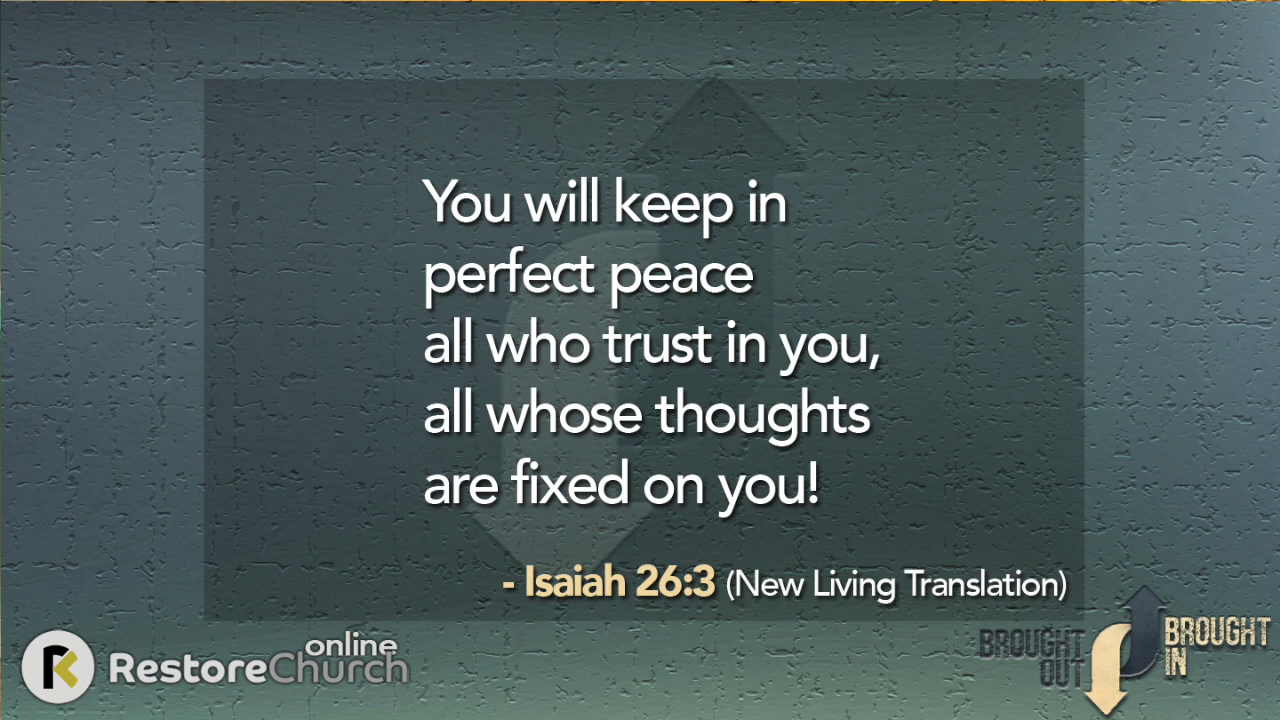 You will keep in
perfect peace
all who trust in you,
all whose thoughts
are fixed on you!
- Isaiah 26:3 (New Living Translation)
online
RestoreChurch
BROUGHT
OUT
BROUGHT
IN